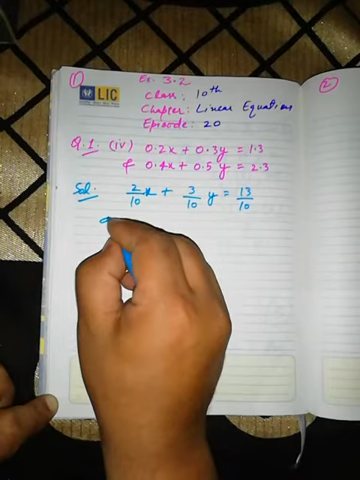 ① Ex. 3.2
LIC
Class: 10th
Chapter: Linear Equations
Episode: 20
Q.1. (iv) 0.2x + 0.3y = 1.3
& 0.4x + 0.5y = 2.3
Sol. 2/10 x + 3/10 y = 13/10
②